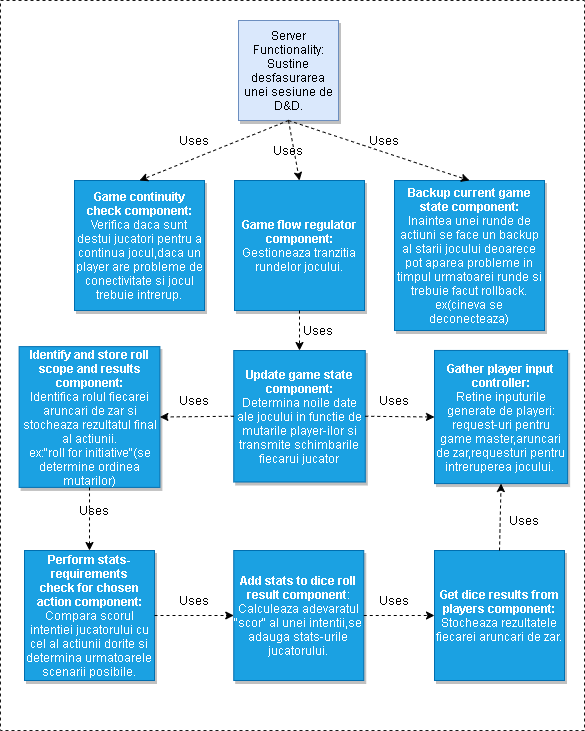 Server
Functionality:
Sustine
desfasurarea
unei sesiune de
D&D.
Uses
Uses
Uses
Game continuity
check component:
Verifica daca sunt
destui jucatori pentru a
continua jocul,daca un
player are probleme de
conectivitate si jocul
trebuie intrerup.
Game flow regulator
component:
Gestioneaza tranzitia
rundelor jocului.
Backup current game
state component:
Inaintea unei runde de
actiuni se face un backup
al starii jocului deoarece
pot aparea probleme in
timpul urmatoarei runde si
trebuie facut rollback.
ex(cineva se
deconecteaza)
Uses
Identify and store roll
scope and results
component:
Identifica rolul fiecarei
aruncari de zar si
stocheaza rezultatul final
al actiunii.
ex:"roll for initiative"(se
determine ordinea
mutarilor)
Uses
Update game state
component:
Determina noile date
ale jocului in functie de
mutarile player-ilor si
transmite schimbarile
fiecarui jucator
Uses
Gather player input
controller:
Retine inputurile
generate de playeri:
request-uri pentru
game master,aruncari
de zar,requesturi pentru
intreruperea jocului.
Uses
Uses
Perform stats-
requirements
check for chosen
action component:
Compara scorul
intentiei jucatorului cu
cel al actiunii dorite si
determina urmatoarele
scenarii posibile.
Uses
Add stats to dice roll
result component:
Calculeaza adevaratul
"scor" al unei intentii,se
adauga stats-urile
jucatorului.
Uses
Get dice results from
players component:
Stocheaza rezultatele
fiecarei aruncari de zar.